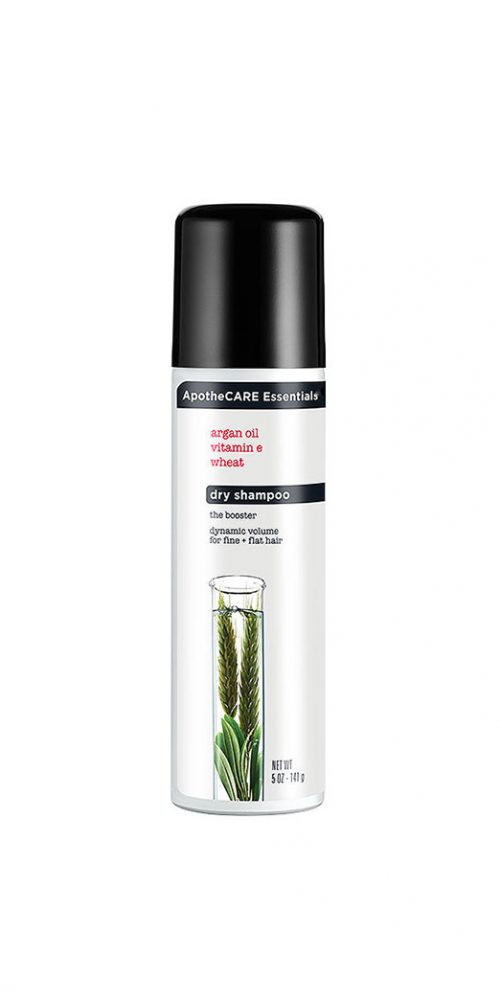 ApotheCARE Essentials
argan oil
vitamin e
wheat
dry shampoo
the booster
dynamic volume
for fine + flat hair
NET WT
5 OZ - 141 g